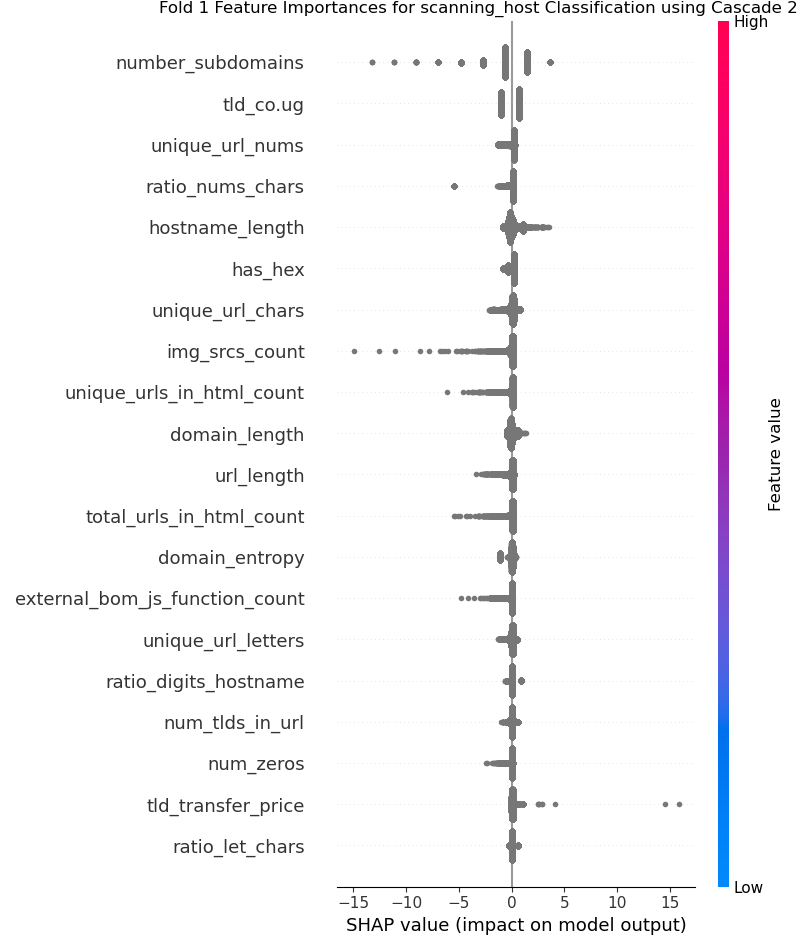 Fold 1 Feature Importances for scanning_host Classification using Cascade 2
High
number_subdomains
tld_co.ug
unique_url_nums
ratio_nums_chars
hostname_length
has_hex
unique_url_chars
img_srcs_count
unique_urls_in_html_count
domain_length
url_length
total_urls_in_html_count
domain_entropy
external_bom_js_function_count
unique_url_letters
ratio_digits_hostname
num_tlds_in_url
num_zeros
tld_transfer_price
ratio_let_chars
Feature value
Low
−15 −10 −5 0 5 10 15
SHAP value (impact on model output)